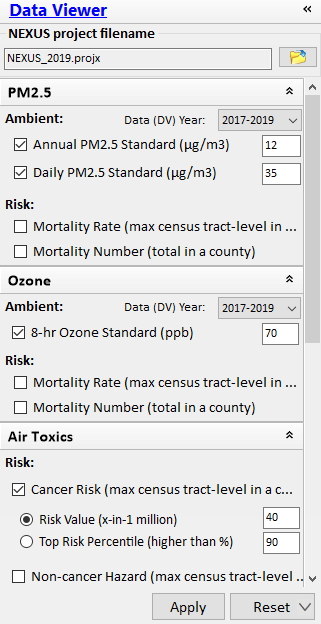 Data Viewer «
NEXUS project filename
NEXUS_2019.projx
PM2.5
Ambient: Data (DV) Year: 2017-2019
Annual PM2.5 Standard (µg/m3) 12
Daily PM2.5 Standard (µg/m3) 35
Risk:
Mortality Rate (max census tract-level in ...
Mortality Number (total in a county)
Ozone
Ambient: Data (DV) Year: 2017-2019
8-hr Ozone Standard (ppb) 70
Risk:
Mortality Rate (max census tract-level in ...
Mortality Number (total in a county)
Air Toxics
Risk:
Cancer Risk (max census tract-level in a c...
Risk Value (x-in-1 million) 40
Top Risk Percentile (higher than %) 90
Non-cancer Hazard (max census tract-level ...
Apply Reset